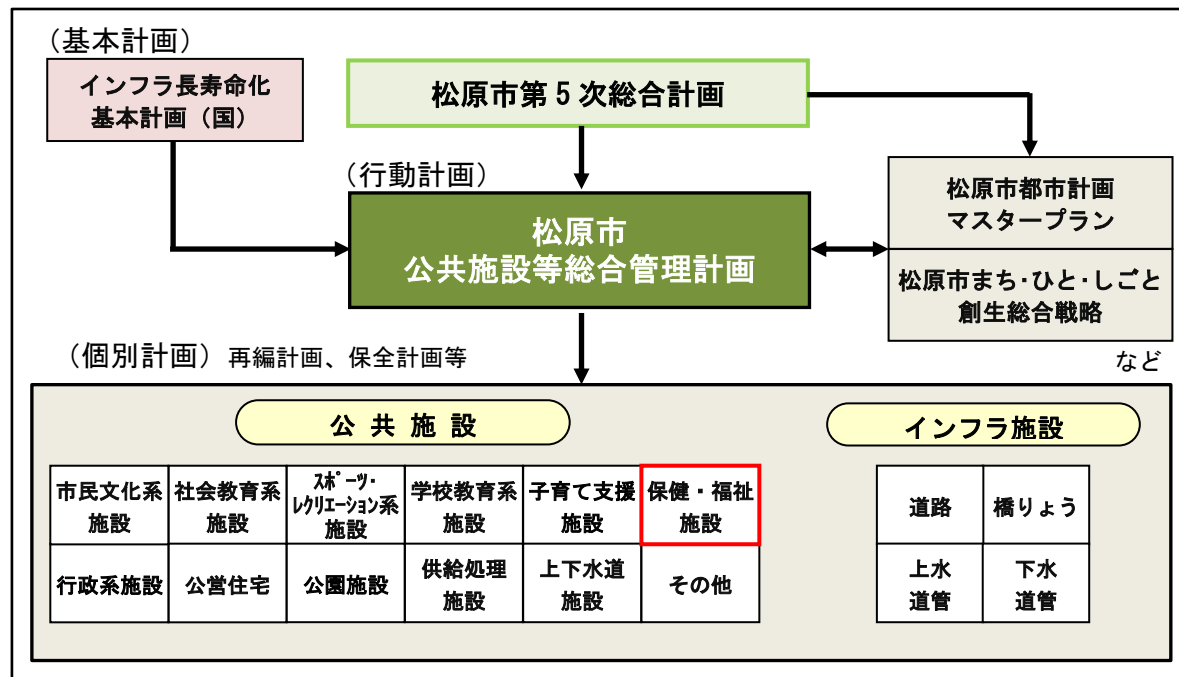 （基本計画）
インフラ長寿命化
基本計画（国）
松原市第５次総合計画
（行動計画）
松原市
公共施設等総合管理計画
松原市都市計画
マスタープラン
松原市まち･ひと･しごと
創生総合戦略
など
（個別計画）再編計画、保全計画等
公 共 施 設
市民文化系
施設
社会教育系
施設
ｽﾎﾟｰﾂ・
ﾚｸﾘｴｰｼｮﾝ系
施設
学校教育系
施設
子育て支援
施設
保健・福祉
施設
行政系施設
公営住宅
公園施設
供給処理
施設
上下水道
施設
その他
インフラ施設
道路
橋りょう
上水
道管
下水
道管